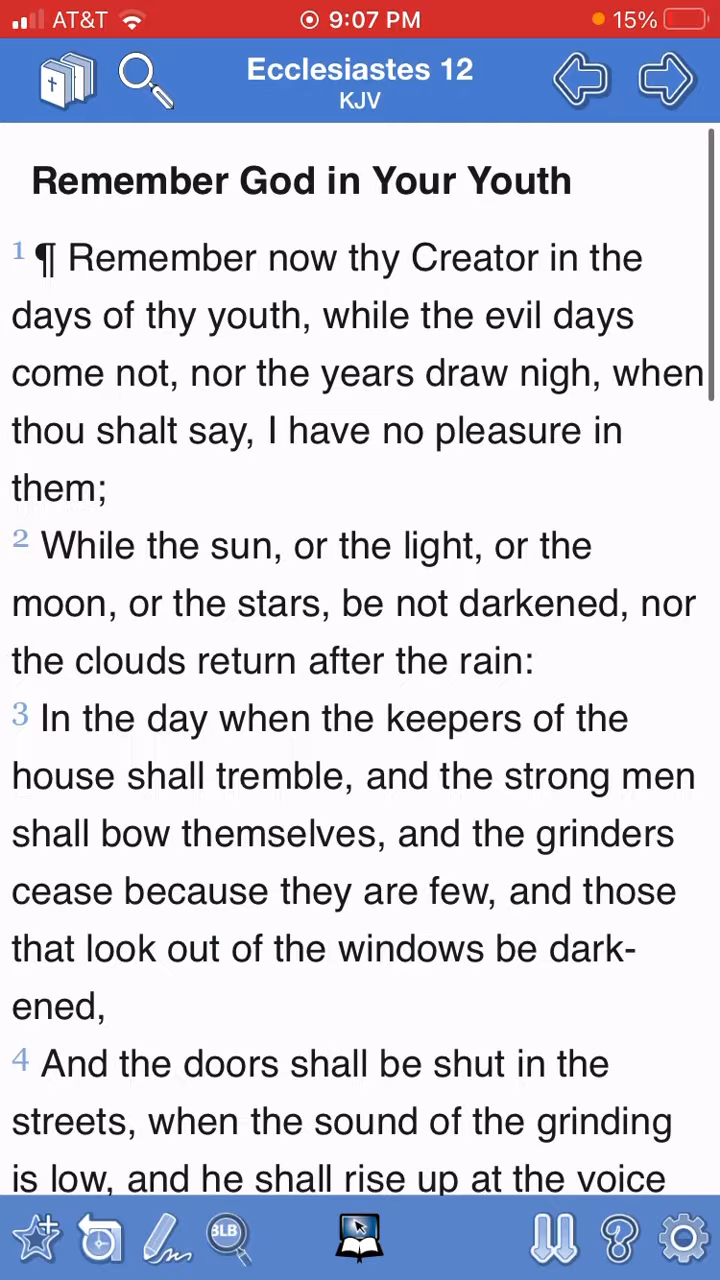 AT&T 9:07 PM 15%
Ecclesiastes 12
KJV
Remember God in Your Youth
1 ¶ Remember now thy Creator in the
days of thy youth, while the evil days
come not, nor the years draw nigh, when
thou shalt say, I have no pleasure in
them;
2 While the sun, or the light, or the
moon, or the stars, be not darkened, nor
the clouds return after the rain:
3 In the day when the keepers of the
house shall tremble, and the strong men
shall bow themselves, and the grinders
cease because they are few, and those
that look out of the windows be dark-
ened,
4 And the doors shall be shut in the
streets, when the sound of the grinding
is low, and he shall rise up at the voice
BLB